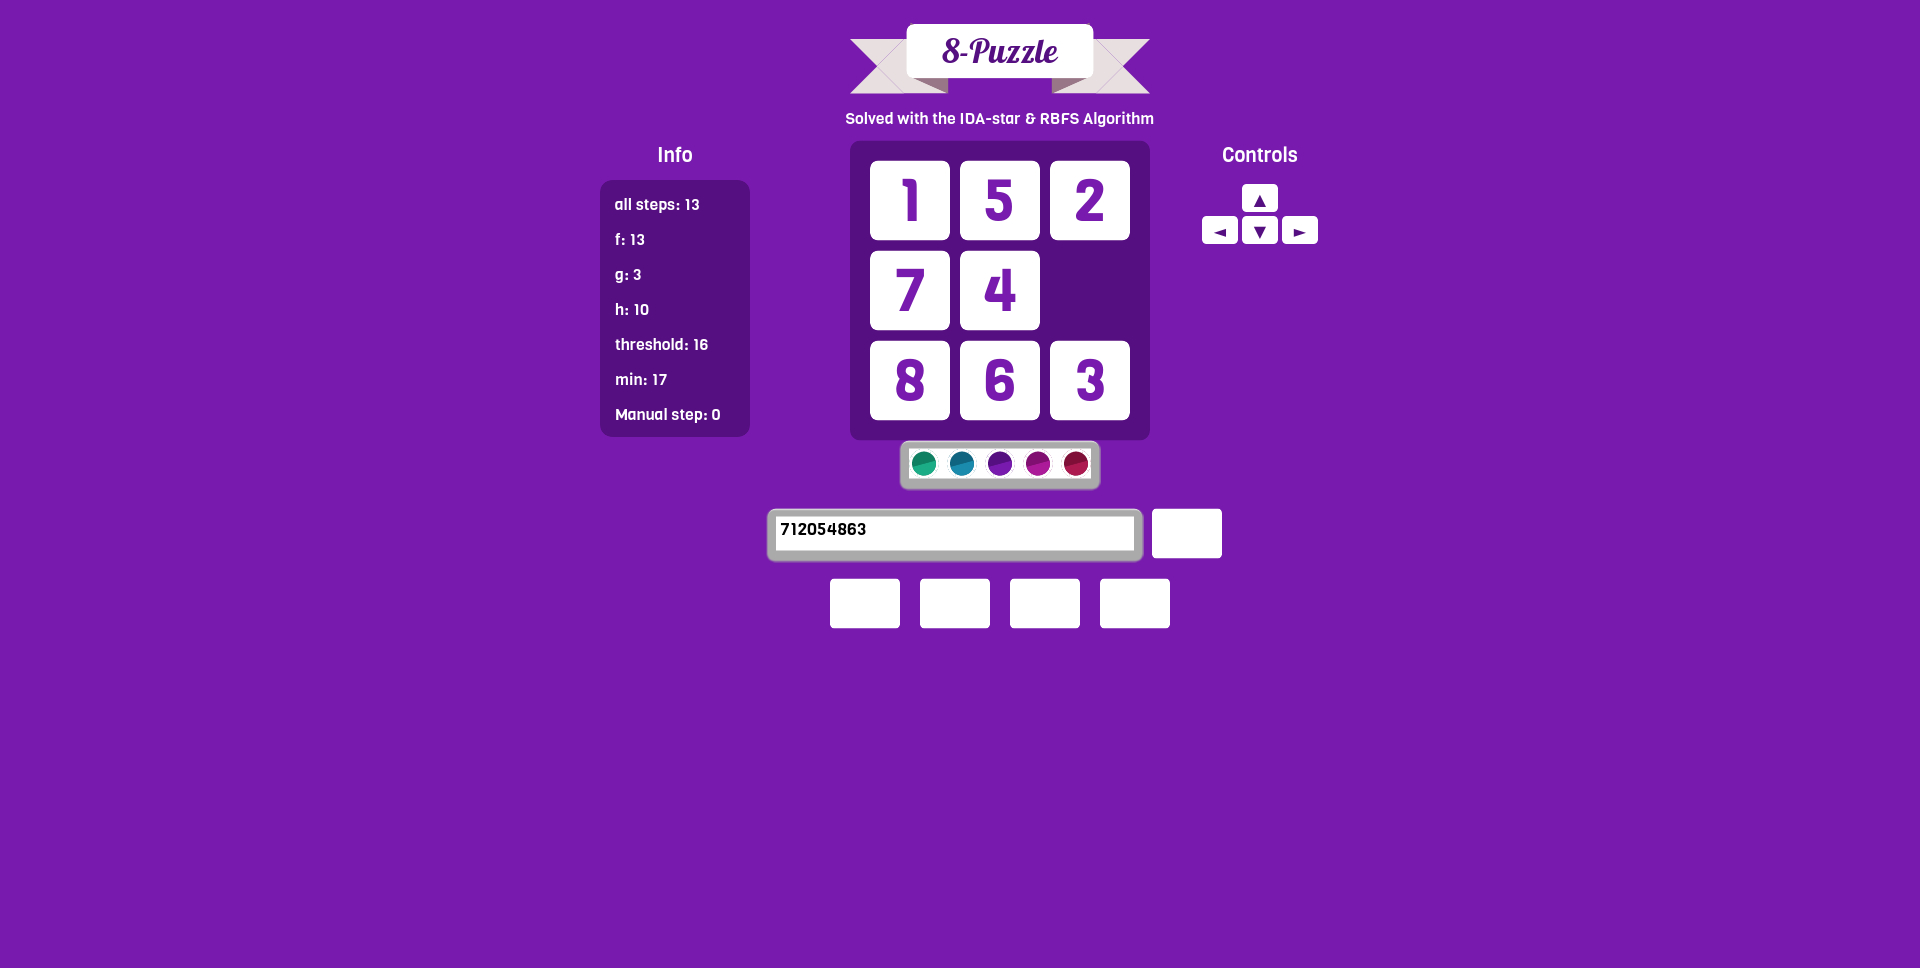 8-Puzzle
Solved with the IDA-star & RBFS Algorithm
Info
all steps: 13
f: 13
g: 3
h: 10
threshold: 16
min: 17
Manual step: 0
1 5 2
7 4
8 6 3
Controls
▲
◄ ▼ ►
712054863